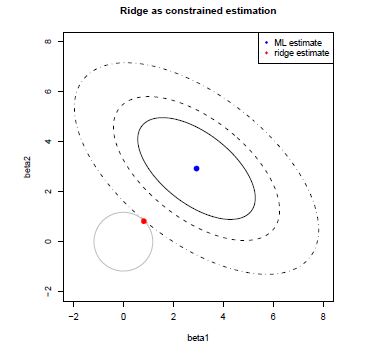 Ridge as constrained estimation
ML estimate
ridge estimate
8
6
4
2
0
−2
beta2
−2 0 2 4 6 8
beta1